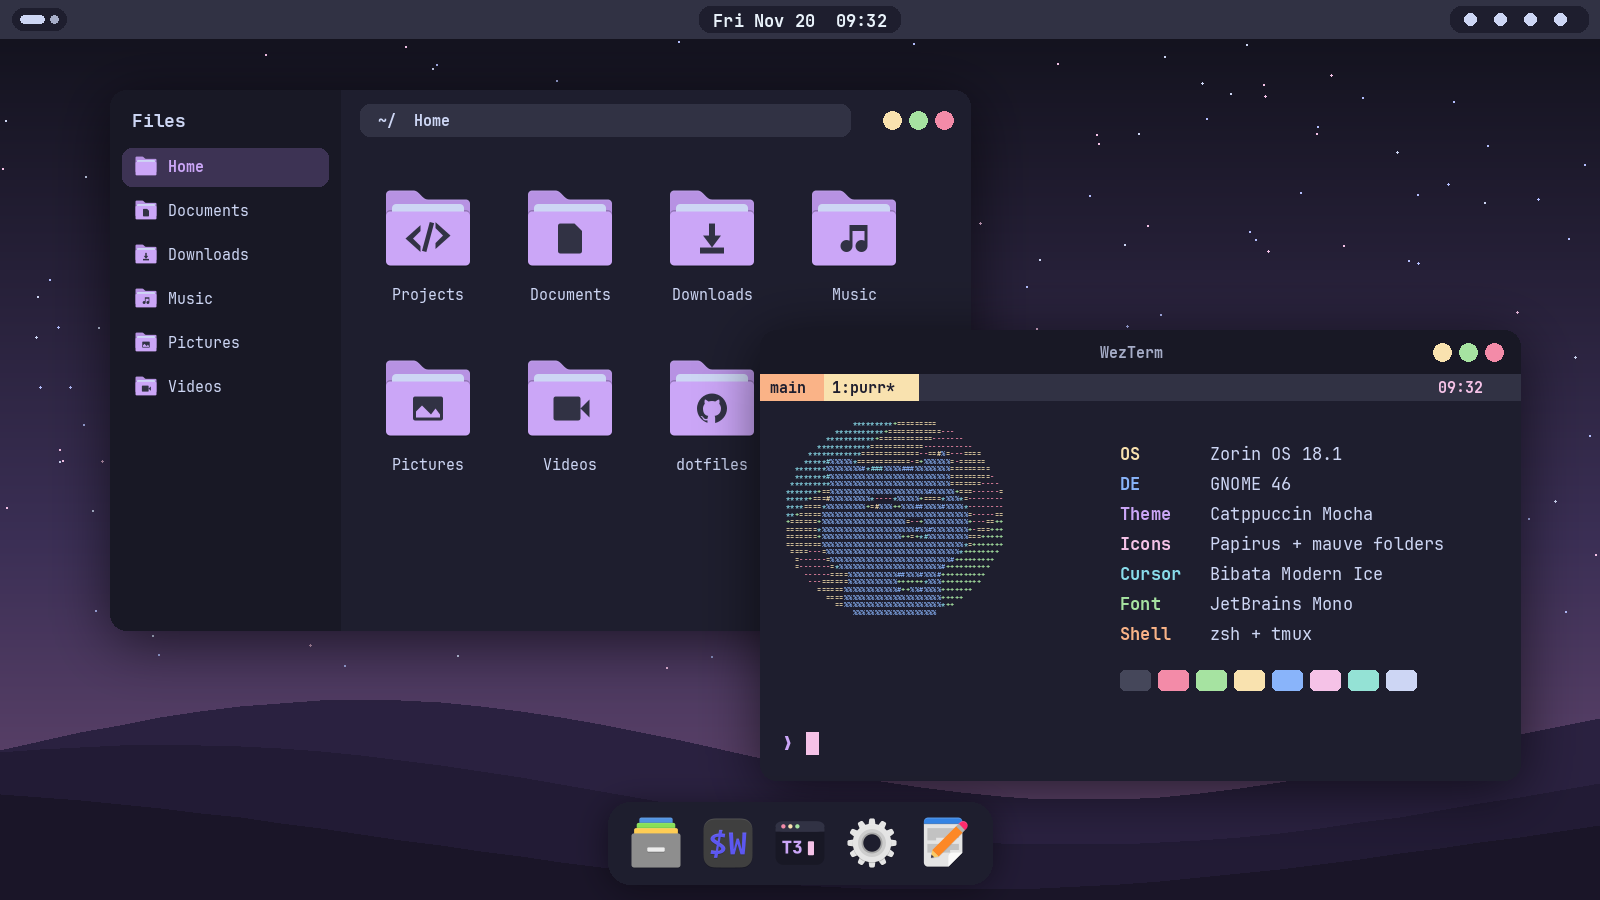 Fri Nov 20 09:32
Files
~/ Home
Home
Documents
Downloads
Music
Pictures
Videos
</>
Projects
Documents
Downloads
Music
Pictures
Videos
dotfiles
WezTerm
main 1:purr* 09:32
OS Zorin OS 18.1
DE GNOME 46
Theme Catppuccin Mocha
Icons Papirus + mauve folders
Cursor Bibata Modern Ice
Font JetBrains Mono
Shell zsh + tmux
❯
$W
T3